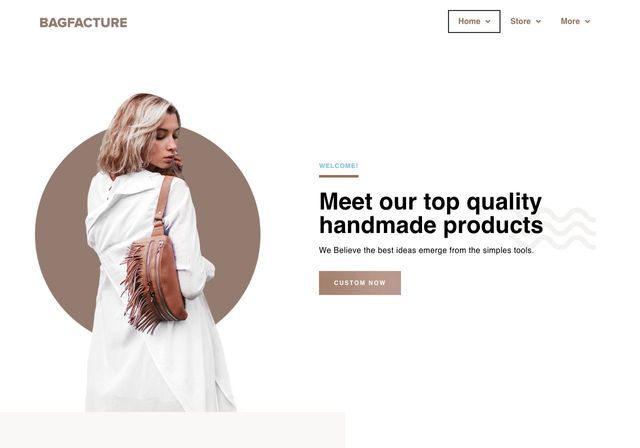 BAGFACTURE
Home
Store
More
WELCOME!
Meet our top quality
handmade products
We Believe the best ideas emerge from the simples tools.
CUSTOM NOW